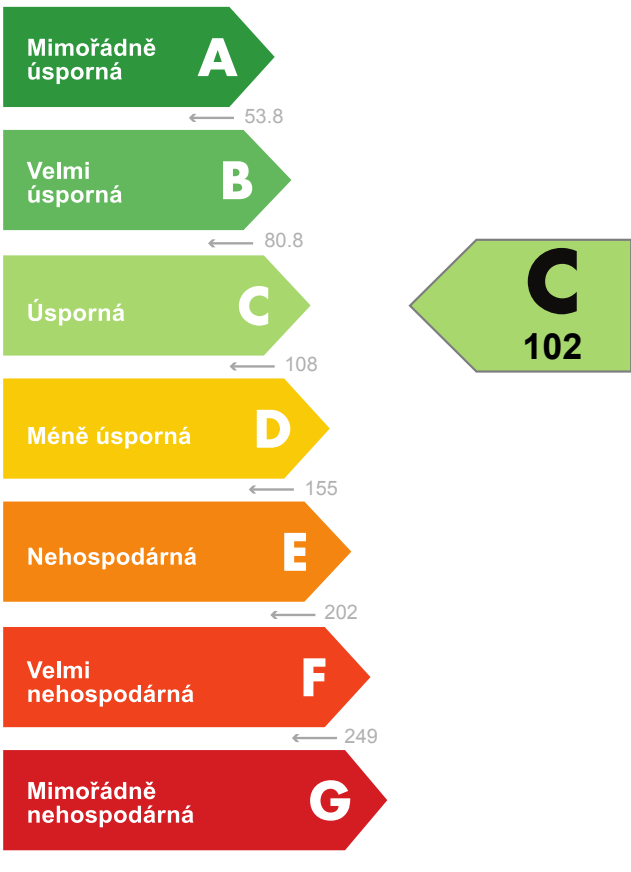 Mimořádně
úsporná
A
← 53.8
Velmi
úsporná
B
← 80.8
Úsporná
C
← 108
C
102
Méně úsporná
D
← 155
Nehospodárná
E
← 202
Velmi
nehospodárná
F
← 249
Mimořádně
nehospodárná
G